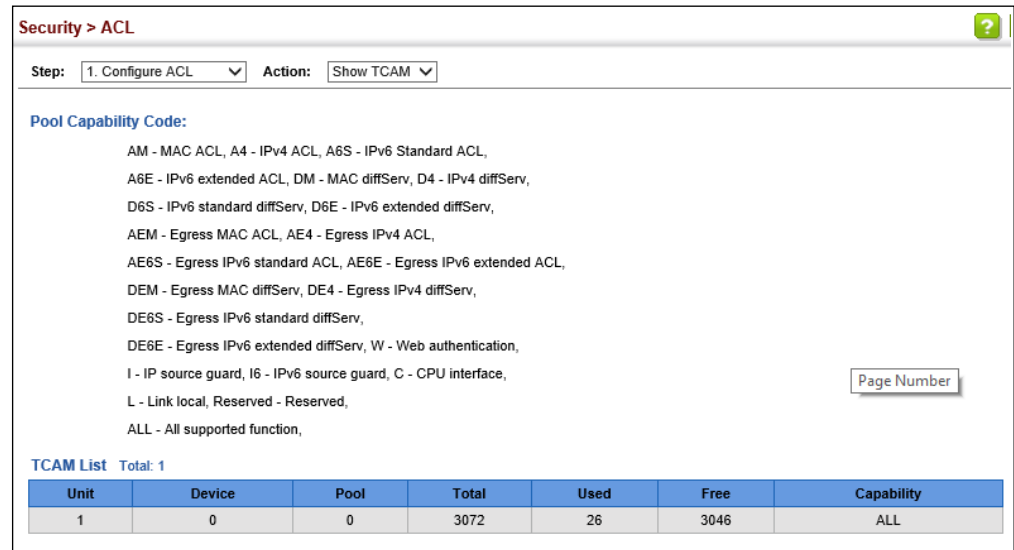 Security > ACL
?
Step: 1. Configure ACL Action: Show TCAM
Pool Capability Code:
AM - MAC ACL, A4 - IPv4 ACL, A6S - IPv6 Standard ACL,
A6E - IPv6 extended ACL, DM - MAC diffServ, D4 - IPv4 diffServ,
D6S - IPv6 standard diffServ, D6E - IPv6 extended diffServ,
AEM - Egress MAC ACL, AE4 - Egress IPv4 ACL,
AE6S - Egress IPv6 standard ACL, AE6E - Egress IPv6 extended ACL,
DEM - Egress MAC diffServ, DE4 - Egress IPv4 diffServ,
DE6S - Egress IPv6 standard diffServ,
DE6E - Egress IPv6 extended diffServ, W - Web authentication,
I - IP source guard, I6 - IPv6 source guard, C - CPU interface,
Page Number
L - Link local, Reserved - Reserved,
ALL - All supported function,
TCAM List Total: 1
Unit Device Pool Total Used Free Capability
1 0 0 3072 26 3046 ALL